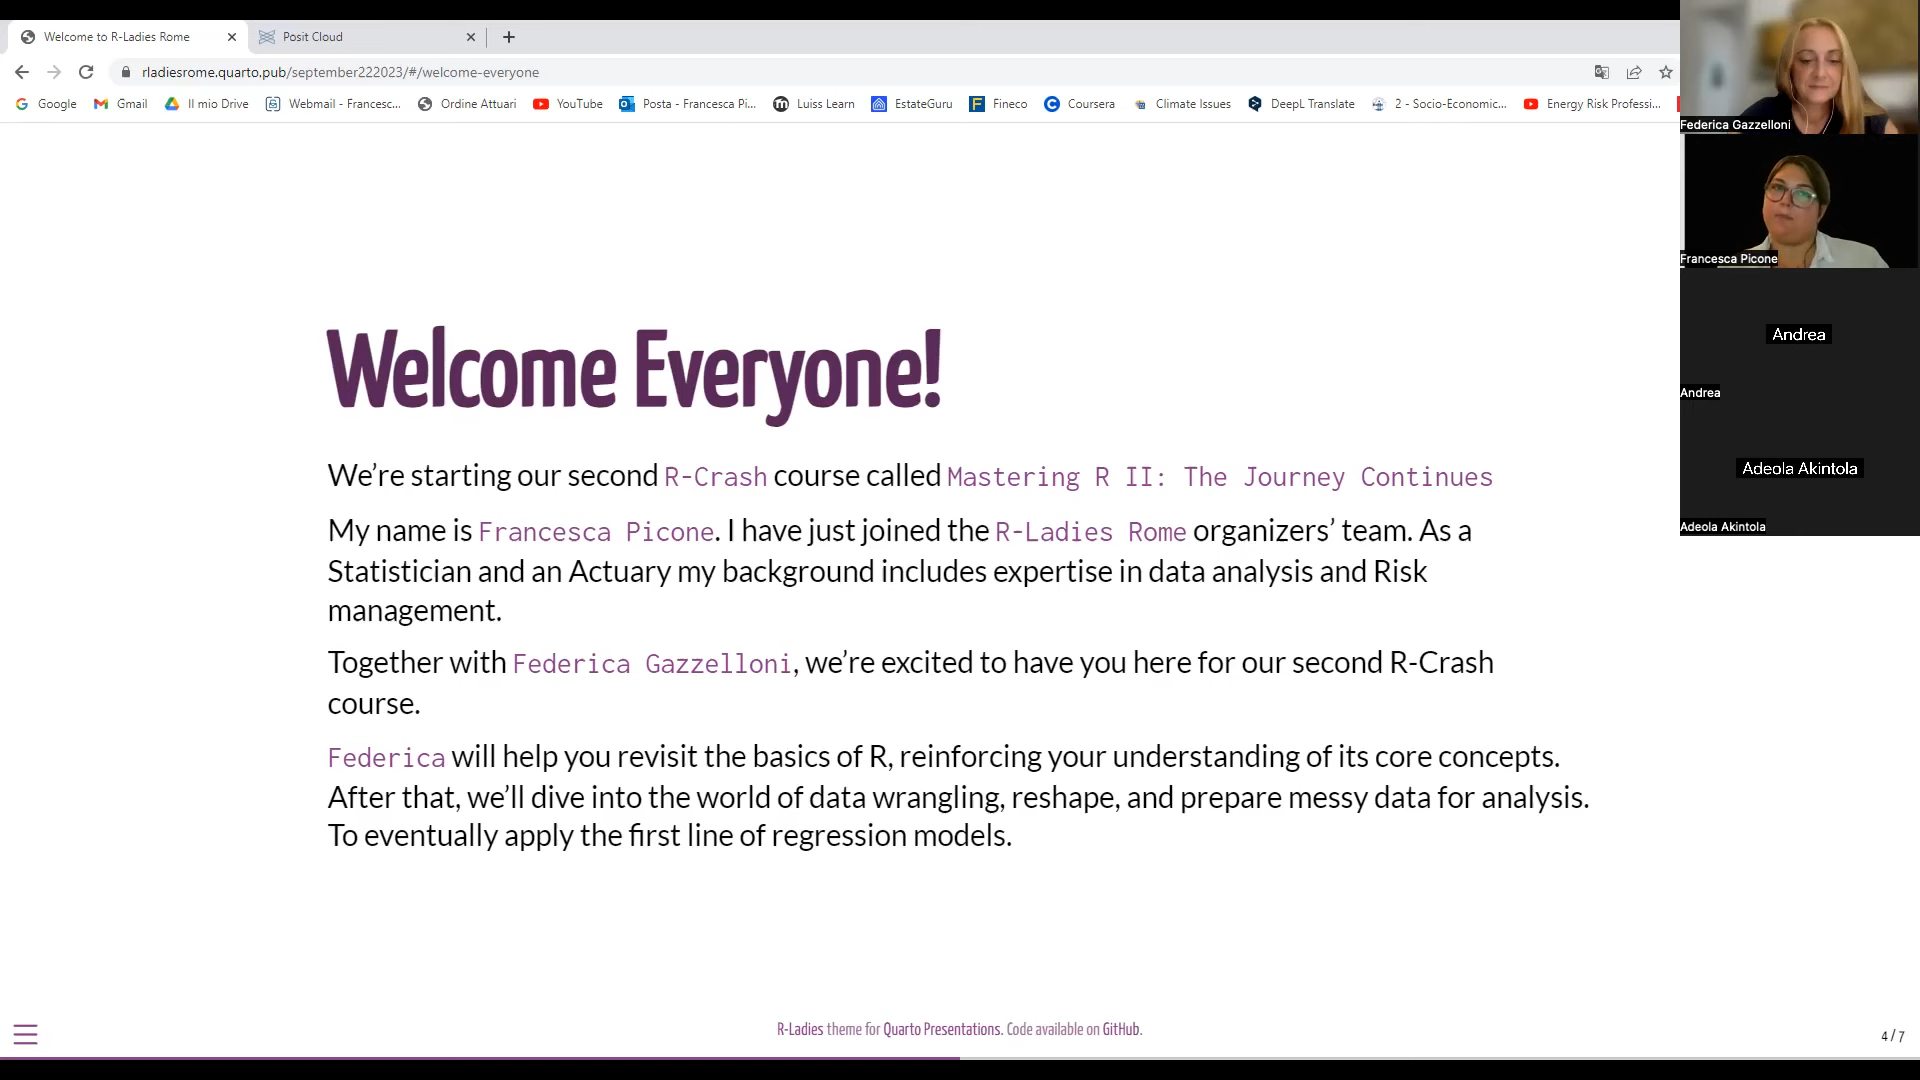 Welcome to R-Ladies Rome
Posit Cloud
rladiesrome.quarto.pub/september222023/#/welcome-everyone
Google
Gmail
Il mio Drive
Webmail - Francesc...
Ordine Attuari
YouTube
Posta - Francesca Pi...
Luiss Learn
EstateGuru
Fineco
Coursera
Climate Issues
DeepL Translate
2 - Socio-Economic...
Energy Risk Professi...
Federica Gazzelloni
Francesca Picone
Andrea
Andrea
Adeola Akintola
Adeola Akintola
Welcome Everyone!
We’re starting our second R-Crash course called Mastering R II: The Journey Continues
My name is Francesca Picone. I have just joined the R-Ladies Rome organizers’ team. As a
Statistician and an Actuary my background includes expertise in data analysis and Risk
management.
Together with Federica Gazzelloni, we’re excited to have you here for our second R-Crash
course.
Federica will help you revisit the basics of R, reinforcing your understanding of its core concepts.
After that, we’ll dive into the world of data wrangling, reshape, and prepare messy data for analysis.
To eventually apply the first line of regression models.
R-Ladies theme for Quarto Presentations. Code available on GitHub.
4 / 7